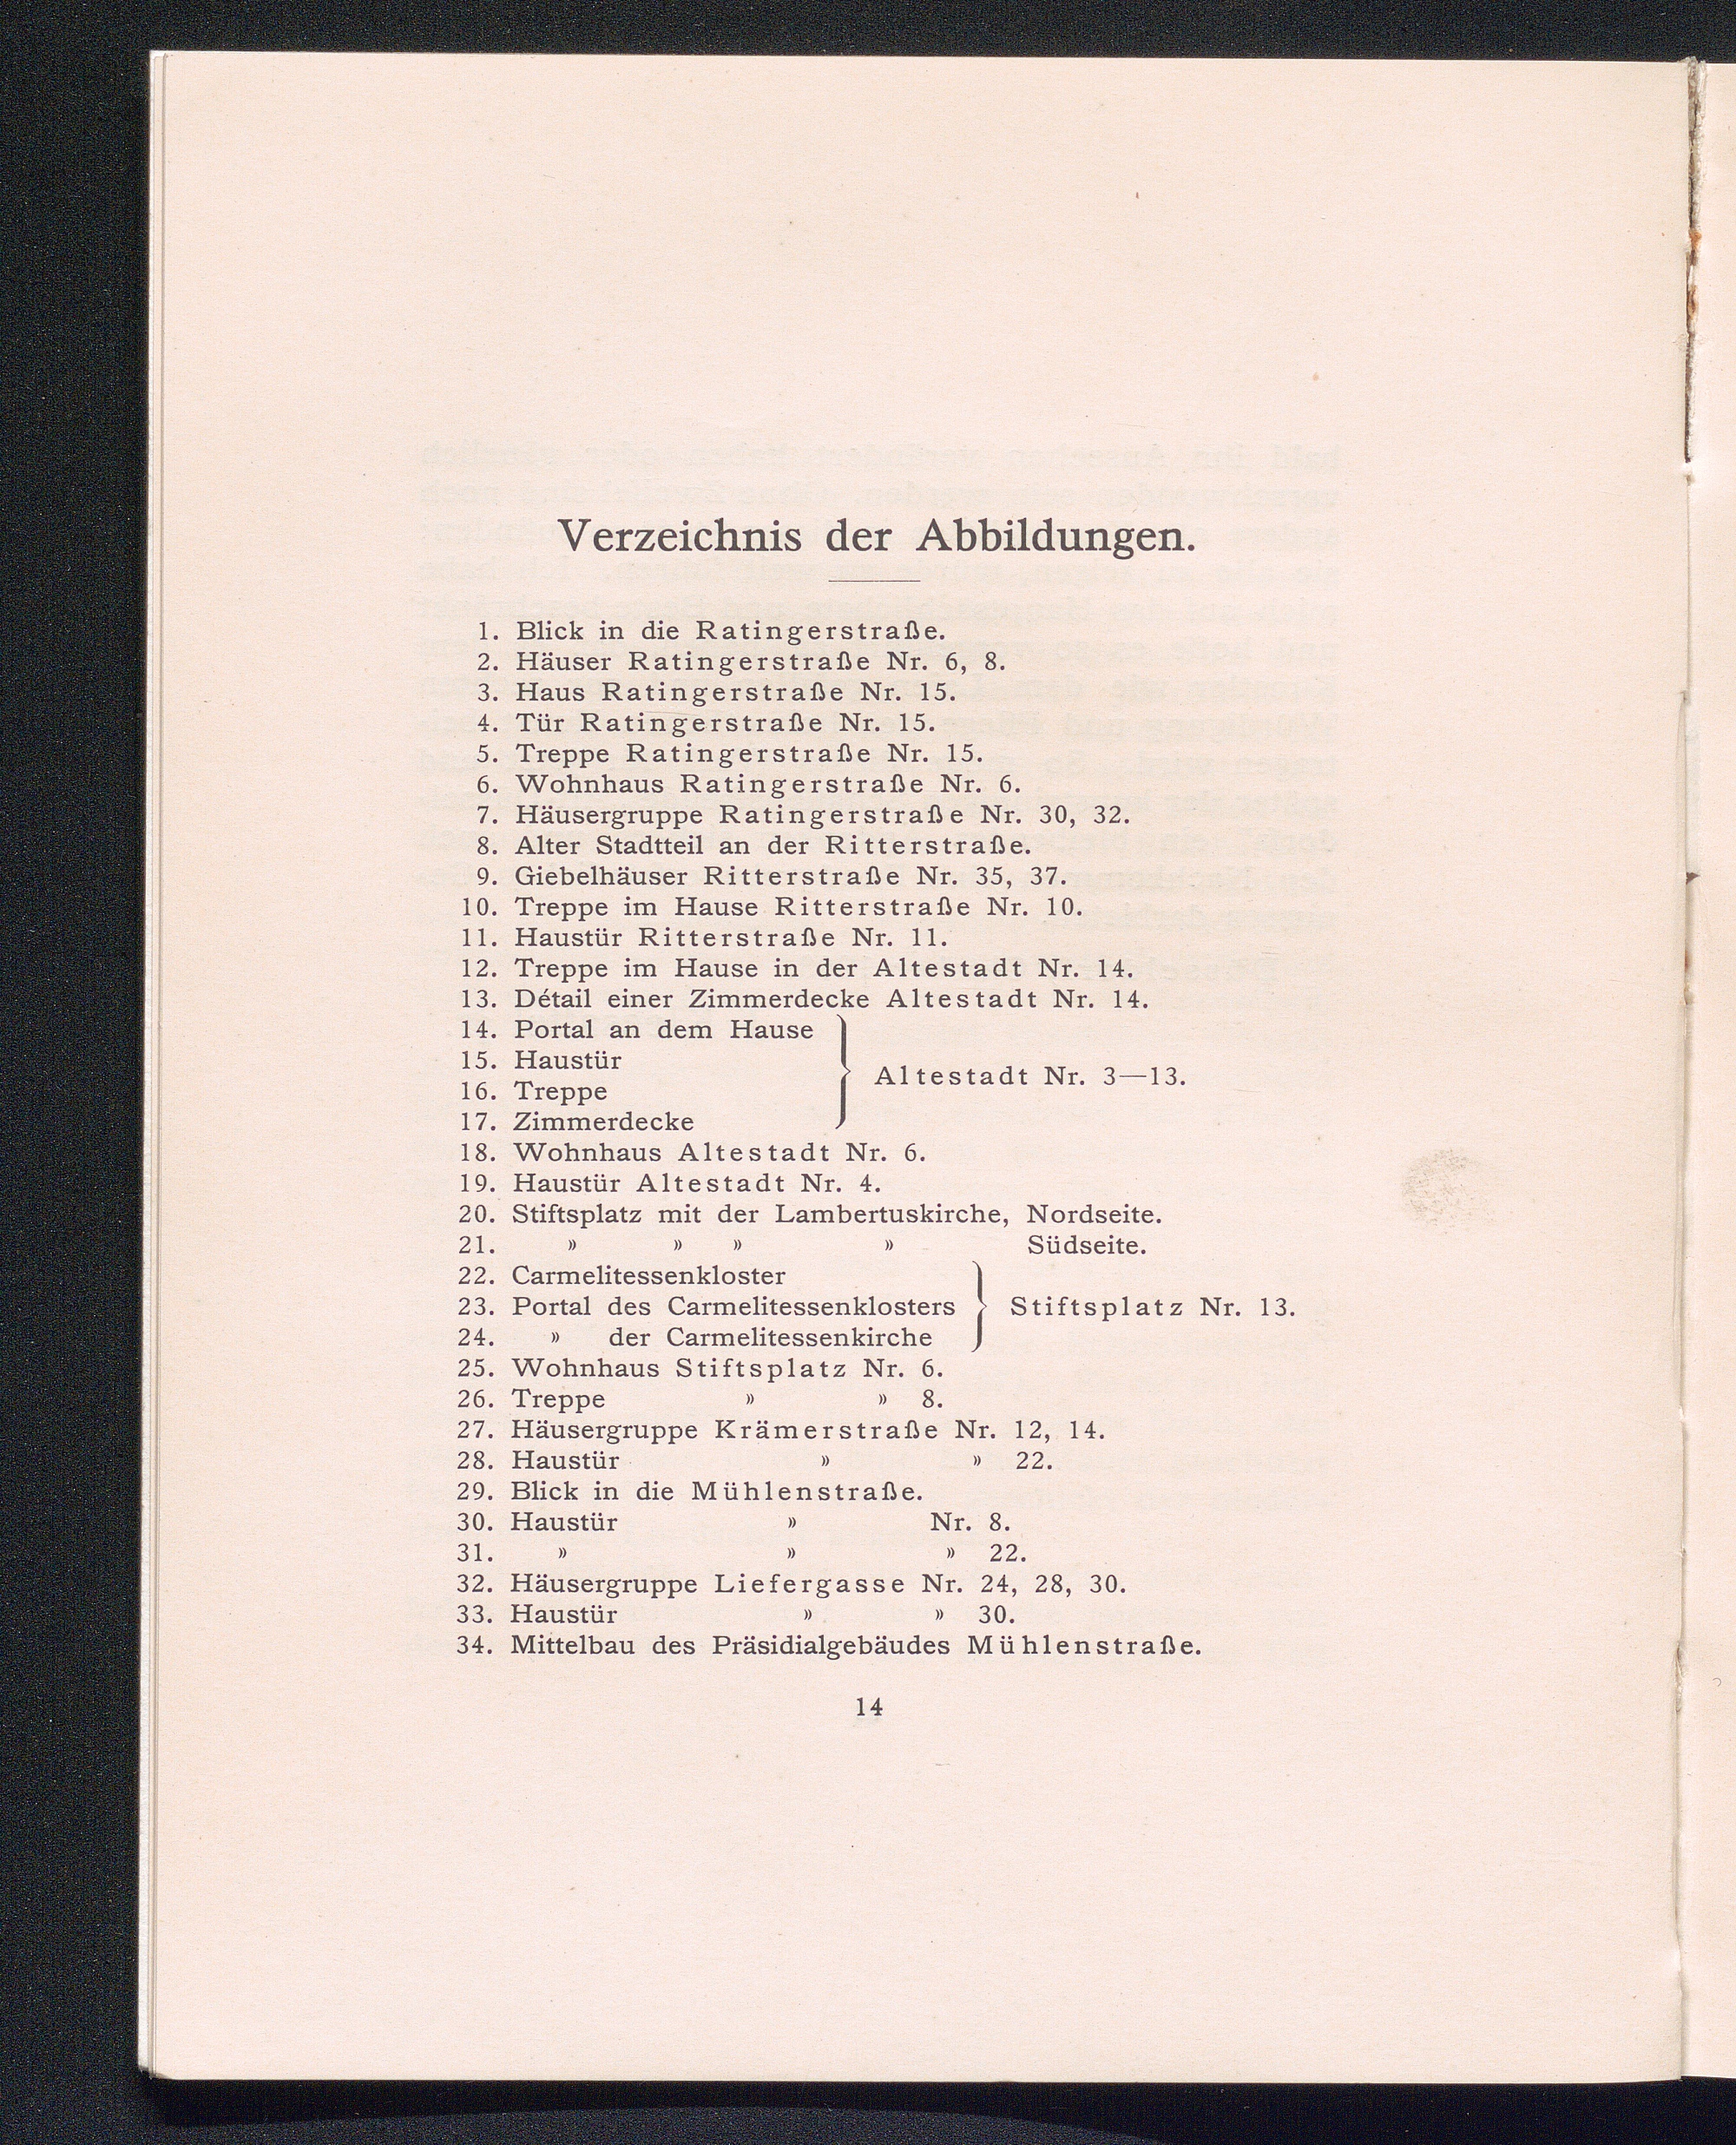 Verzeichnis der Abbildungen.
1. Blick in die Ratingerstraße.
2. Häuser Ratingerstraße Nr. 6, 8.
3. Haus Ratingerstraße Nr. 15.
4. Tür Ratingerstraße Nr. 15.
5. Treppe Ratingerstraße Nr. 15.
6. Wohnhaus Ratingerstraße Nr. 6.
7. Häusergruppe Ratingerstraße Nr. 30, 32.
8. Alter Stadtteil an der Ritterstraße.
9. Giebelhäuser Ritterstraße Nr. 35, 37.
10. Treppe im Hause Ritterstraße Nr. 10.
11. Haustür Ritterstraße Nr. 11.
12. Treppe im Hause in der Altestadt Nr. 14.
13. Détail einer Zimmerdecke Altestadt Nr. 14.
14. Portal an dem Hause
15. Haustür
16. Treppe
17. Zimmerdecke
} Altestadt Nr. 3—13.
18. Wohnhaus Altestadt Nr. 6.
19. Haustür Altestadt Nr. 4.
20. Stiftsplatz mit der Lambertuskirche, Nordseite.
21. » » » » Südseite.
22. Carmelitessenkloster
23. Portal des Carmelitessenklosters
24. » der Carmelitessenkirche
} Stiftsplatz Nr. 13.
25. Wohnhaus Stiftsplatz Nr. 6.
26. Treppe » » 8.
27. Häusergruppe Krämerstraße Nr. 12, 14.
28. Haustür » » 22.
29. Blick in die Mühlenstraße.
30. Haustür » Nr. 8.
31. » » » 22.
32. Häusergruppe Liefergasse Nr. 24, 28, 30.
33. Haustür » » 30.
34. Mittelbau des Präsidialgebäudes Mühlenstraße.
14